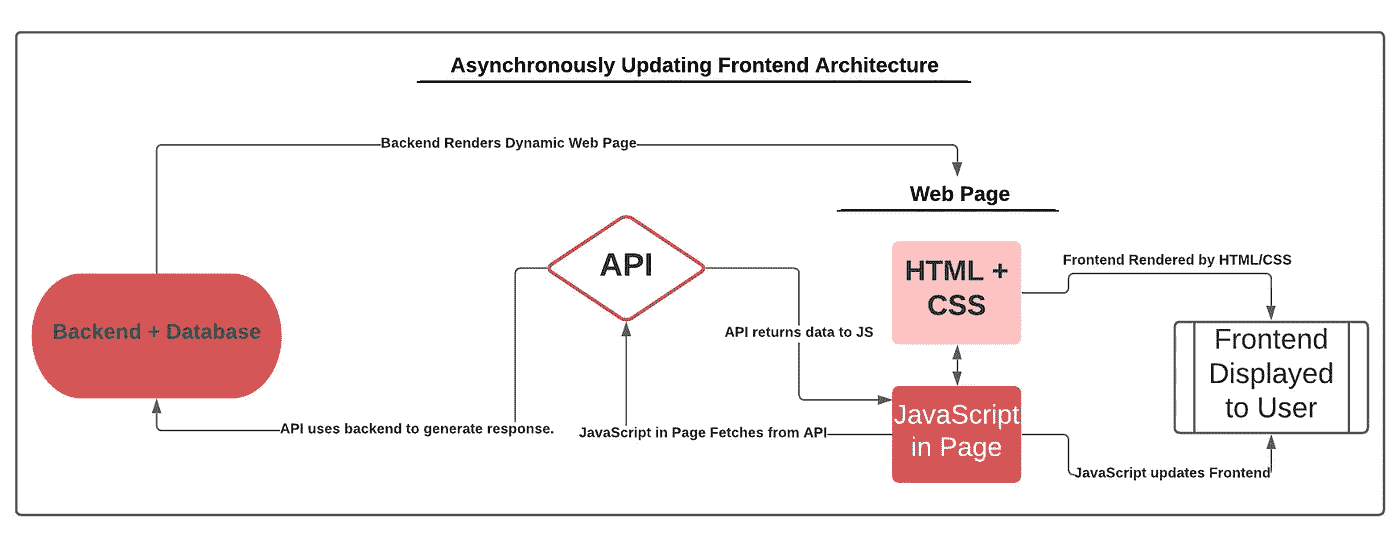 Asynchronously Updating Frontend Architecture
Backend Renders Dynamic Web Page
Web Page
API
HTML +
CSS
Frontend Rendered by HTML/CSS
Backend + Database
API returns data to JS
Frontend
Displayed
to User
JavaScript
in Page
API uses backend to generate response.
JavaScript in Page Fetches from API
JavaScript updates Frontend